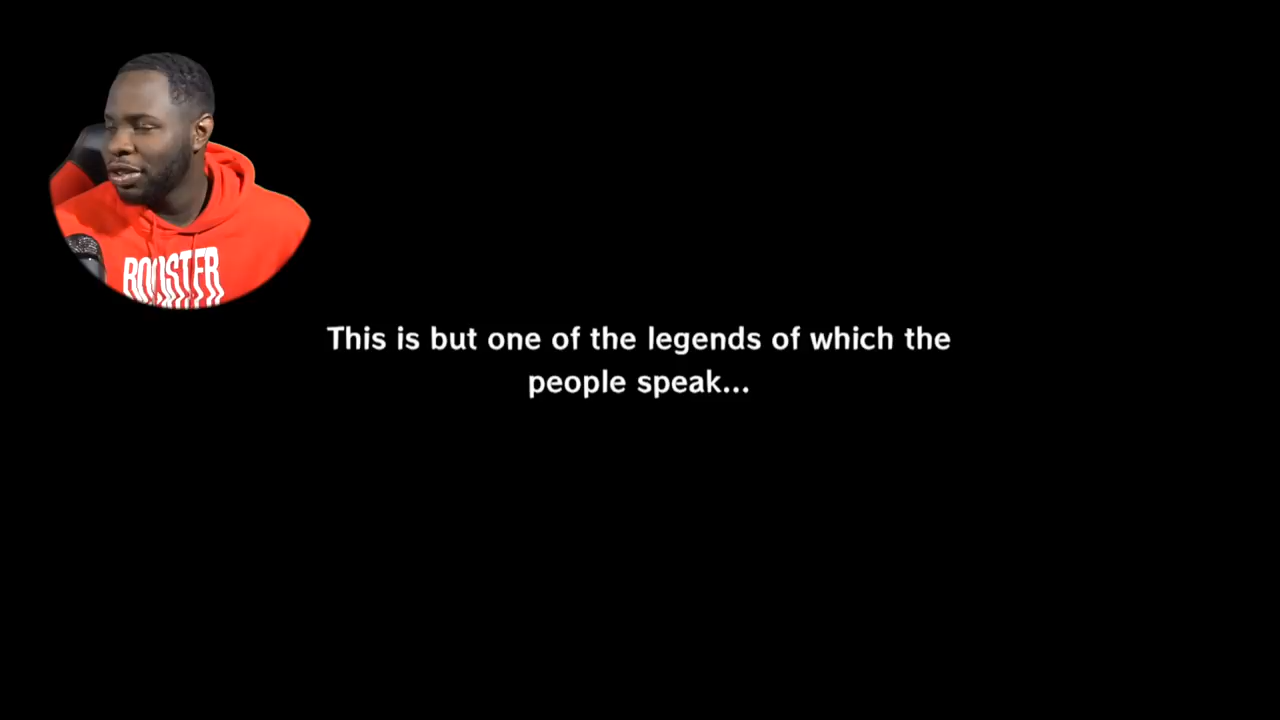 ROOSTER
This is but one of the legends of which the
people speak...